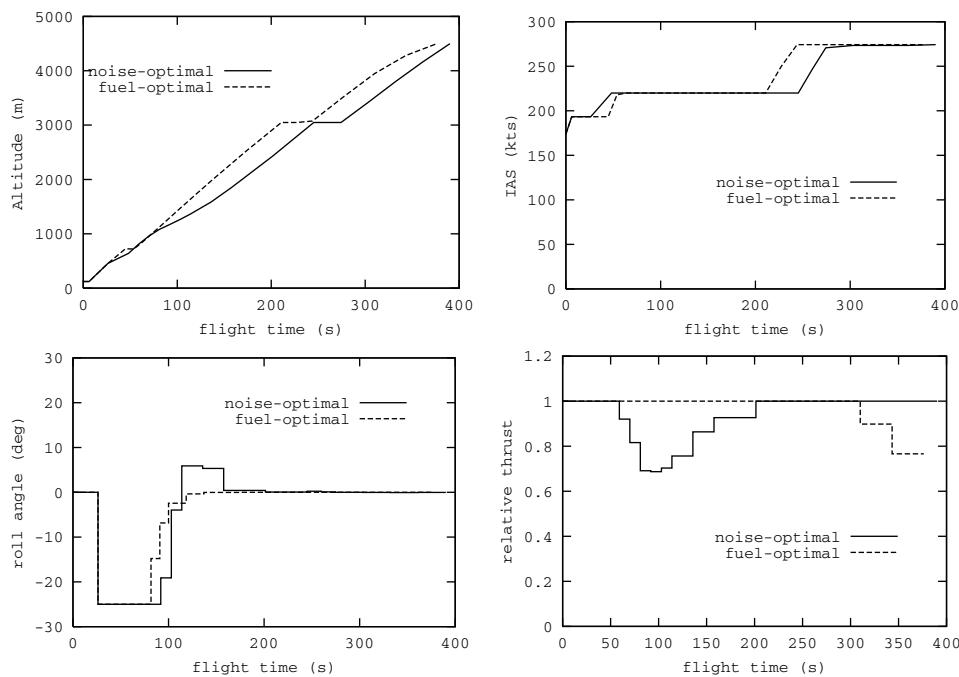 5000
4000
3000
2000
1000
0
0 100 200 300 400
Altitude (m)
flight time (s)
noise-optimal
fuel-optimal
300
250
200
150
100
50
0
0 100 200 300 400
IAS (kts)
flight time (s)
noise-optimal
fuel-optimal
30
20
10
0
-10
-20
-30
0 100 200 300 400
roll angle (deg)
flight time (s)
noise-optimal
fuel-optimal
1.2
1
0.8
0.6
0.4
0.2
0
0 50 100 150 200 250 300 350 400
relative thrust
flight time (s)
noise-optimal
fuel-optimal